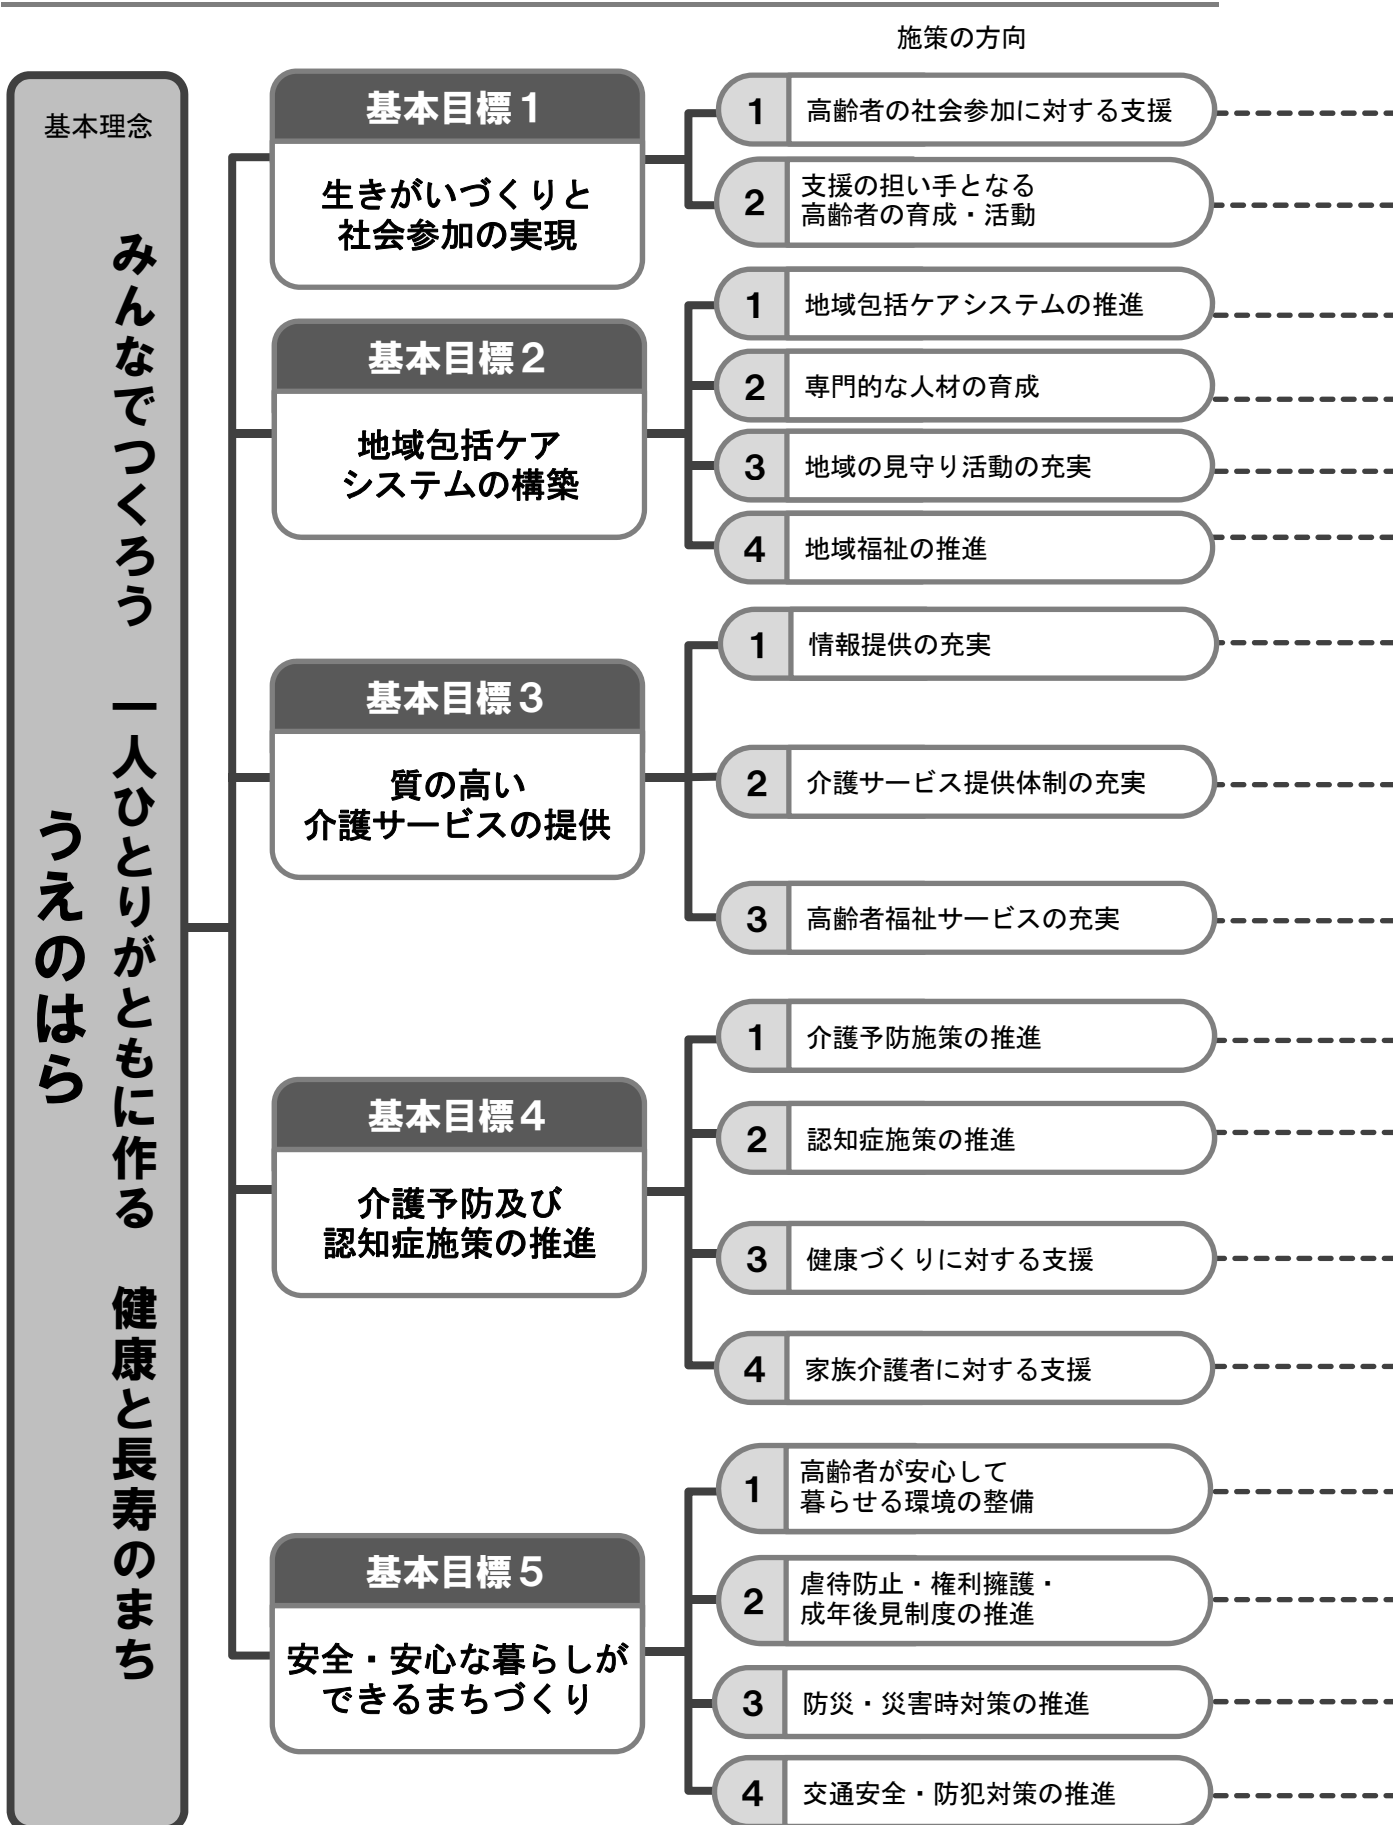 施策の方向
基本理念
みんなでつくろう　一人ひとりがともに作る　健康と長寿のまち
うえのはら
基本目標１
生きがいづくりと
社会参加の実現
1 高齢者の社会参加に対する支援
2 支援の担い手となる
高齢者の育成・活動
基本目標２
地域包括ケア
システムの構築
1 地域包括ケアシステムの推進
2 専門的な人材の育成
3 地域の見守り活動の充実
4 地域福祉の推進
基本目標３
質の高い
介護サービスの提供
1 情報提供の充実
2 介護サービス提供体制の充実
3 高齢者福祉サービスの充実
基本目標４
介護予防及び
認知症施策の推進
1 介護予防施策の推進
2 認知症施策の推進
3 健康づくりに対する支援
4 家族介護者に対する支援
基本目標５
安全・安心な暮らしが
できるまちづくり
1 高齢者が安心して
暮らせる環境の整備
2 虐待防止・権利擁護・
成年後見制度の推進
3 防災・災害時対策の推進
4 交通安全・防犯対策の推進